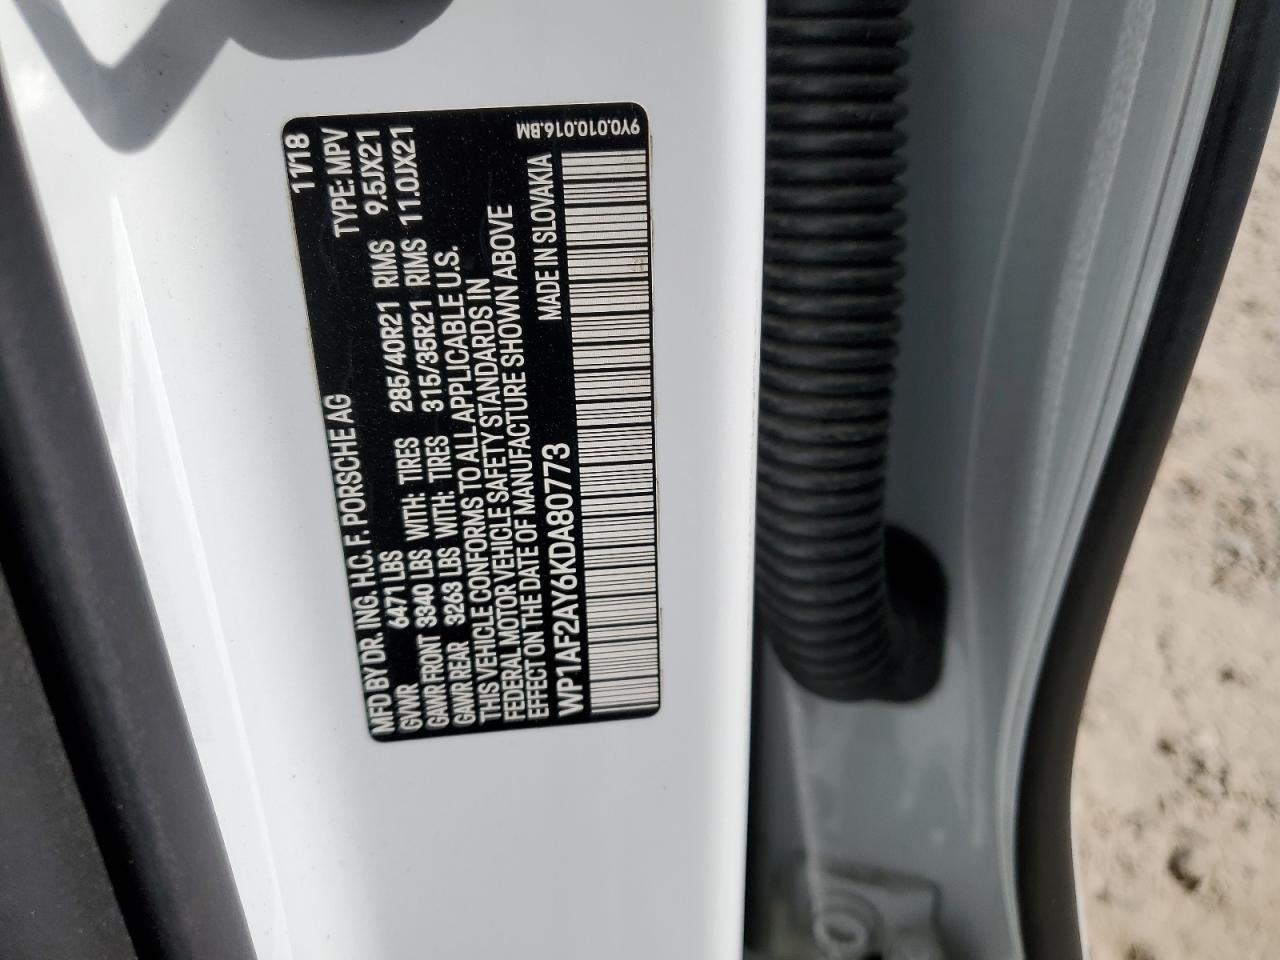 MFD BY DR. ING. H.C. F. PORSCHE AG 11/18
GVWR 6471 LBS TYPE: MPV
GAWR FRONT 3340 LBS WITH: TIRES 285/40R21 RIMS 9.5JX21
GAWR REAR 3263 LBS WITH: TIRES 315/35R21 RIMS 11.0JX21
THIS VEHICLE CONFORMS TO ALL APPLICABLE U.S.
FEDERAL MOTOR VEHICLE SAFETY STANDARDS IN
EFFECT ON THE DATE OF MANUFACTURE SHOWN ABOVE
WP1AF2AY6KDA80773 MADE IN SLOVAKIA
9Y0.010.016.BM